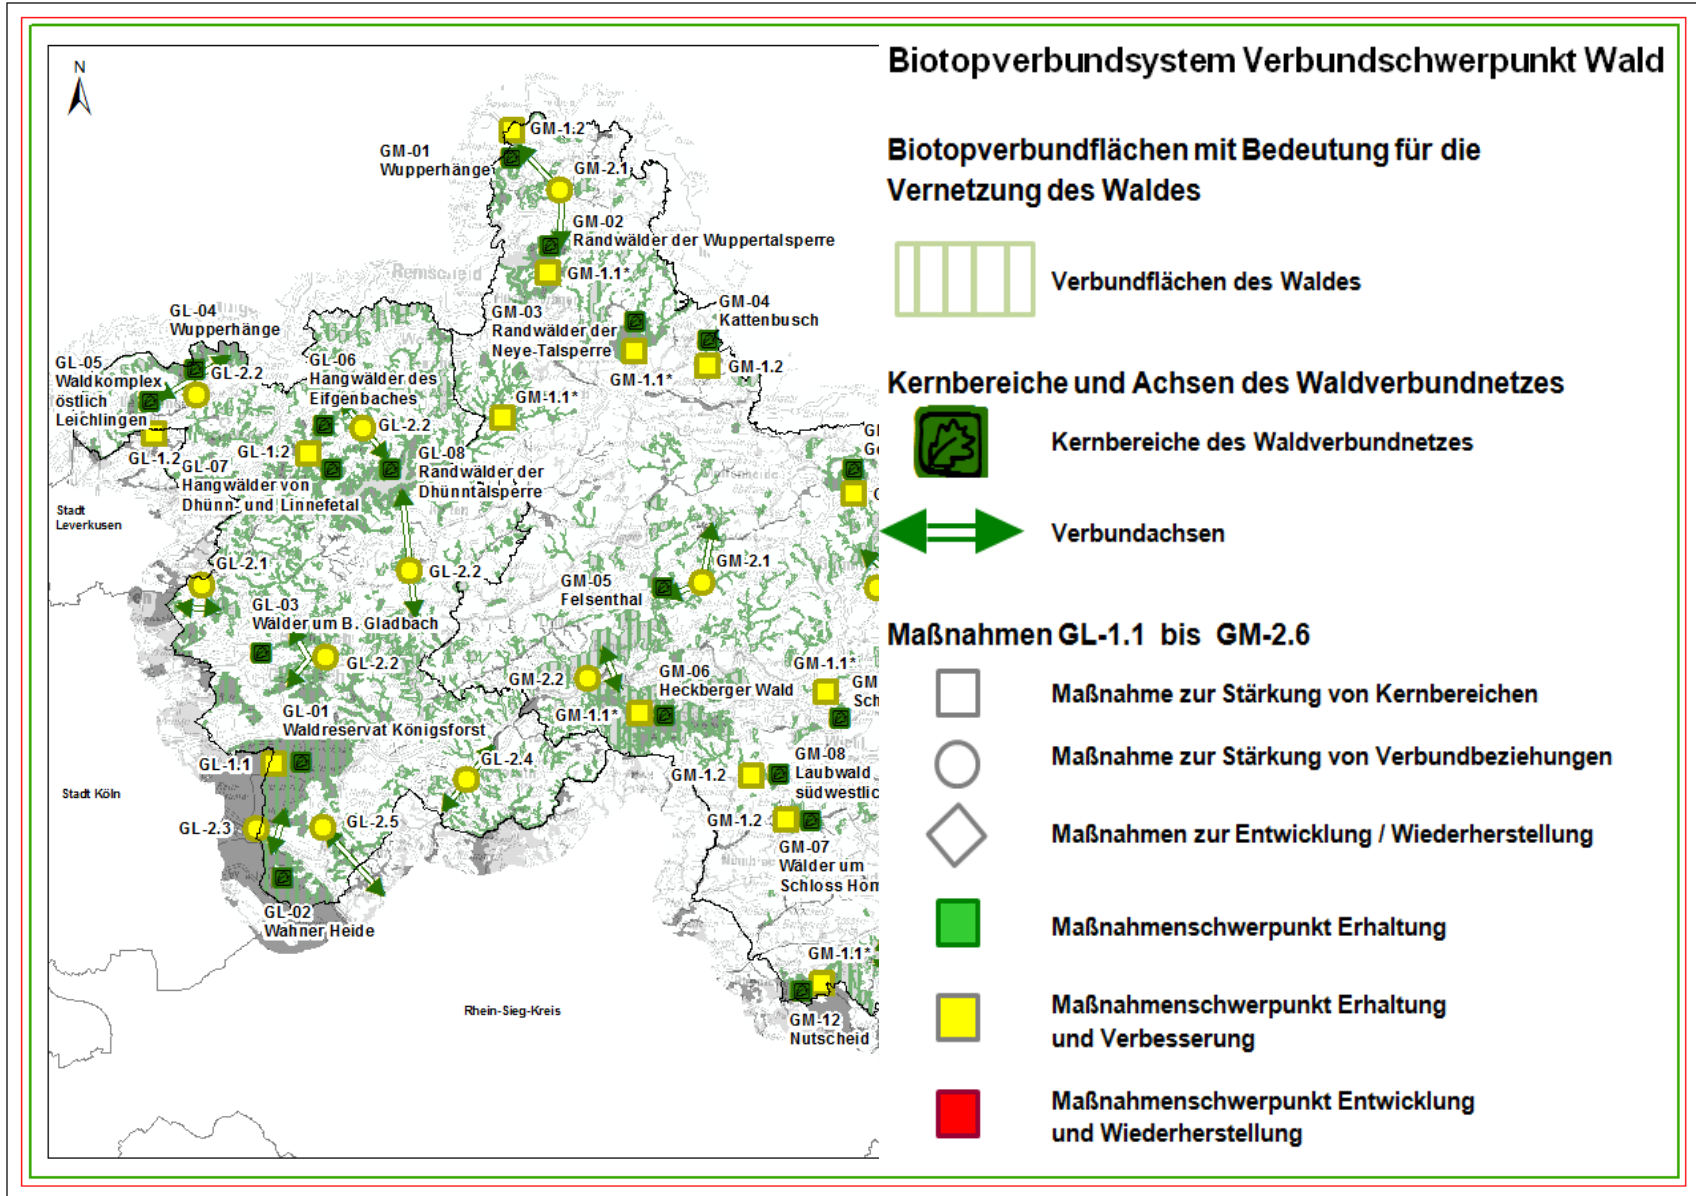 Biotopverbundsystem Verbundschwerpunkt Wald
Biotopverbundflächen mit Bedeutung für die
Vernetzung des Waldes
Verbundflächen des Waldes
Kernbereiche und Achsen des Waldverbundnetzes
Kernbereiche des Waldverbundnetzes
Verbundachsen
Maßnahmen GL-1.1 bis GM-2.6
Maßnahme zur Stärkung von Kernbereichen
Maßnahme zur Stärkung von Verbundbeziehungen
Maßnahmen zur Entwicklung / Wiederherstellung
Maßnahmenschwerpunkt Erhaltung
Maßnahmenschwerpunkt Erhaltung
und Verbesserung
Maßnahmenschwerpunkt Entwicklung
und Wiederherstellung
N
GM-1.2
GM-01
Wupperhänge
GM-2.1
GM-02
Randwälder der Wuppertalsperre
Remscheid
GM-1.1*
GM-03
Randwälder der
Neye-Talsperre
GM-1.1*
GM-04
Kattenbusch
GM-1.2
GL-04
Wupperhänge
GL-2.2
GL-05
Waldkomplex
östlich
Leichlingen
GL-1.2
GL-06
Hangwälder des
Eifgenbaches
GL-2.2
GM-1.1*
GL-1.2
GL-07
Hangwälder von
Dhünn- und Linnefetal
GL-08
Randwälder der
Dhünntalsperre
Stadt
Leverkusen
GL-2.1
GL-2.2
GM-2.1
GM-05
Felsenthal
GL-03
Wälder um B. Gladbach
GL-2.2
GM-2.2
GM-06
Heckberger Wald
GM-1.1*
GM-1.1*
GM
Sch
GL-01
Waldreservat Königsforst
GL-1.1
GL-2.4
GM-1.2
GM-08
Laubwald
südwestlic
Stadt Köln
GL-2.3
GL-2.5
GM-1.2
GM-07
Wälder um
Schloss Hom
GL-02
Wahner Heide
GM-1.1*
Rhein-Sieg-Kreis
GM-12
Nutscheid